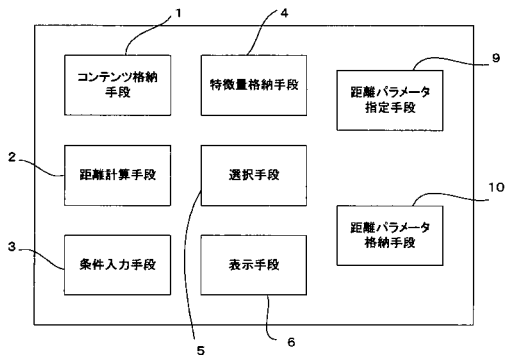 1
4
9
コンテンツ格納
手段
特徴量格納手段
距離パラメータ
指定手段
2
距離計算手段
選択手段
10
距離パラメータ
格納手段
3
条件入力手段
表示手段
5
6